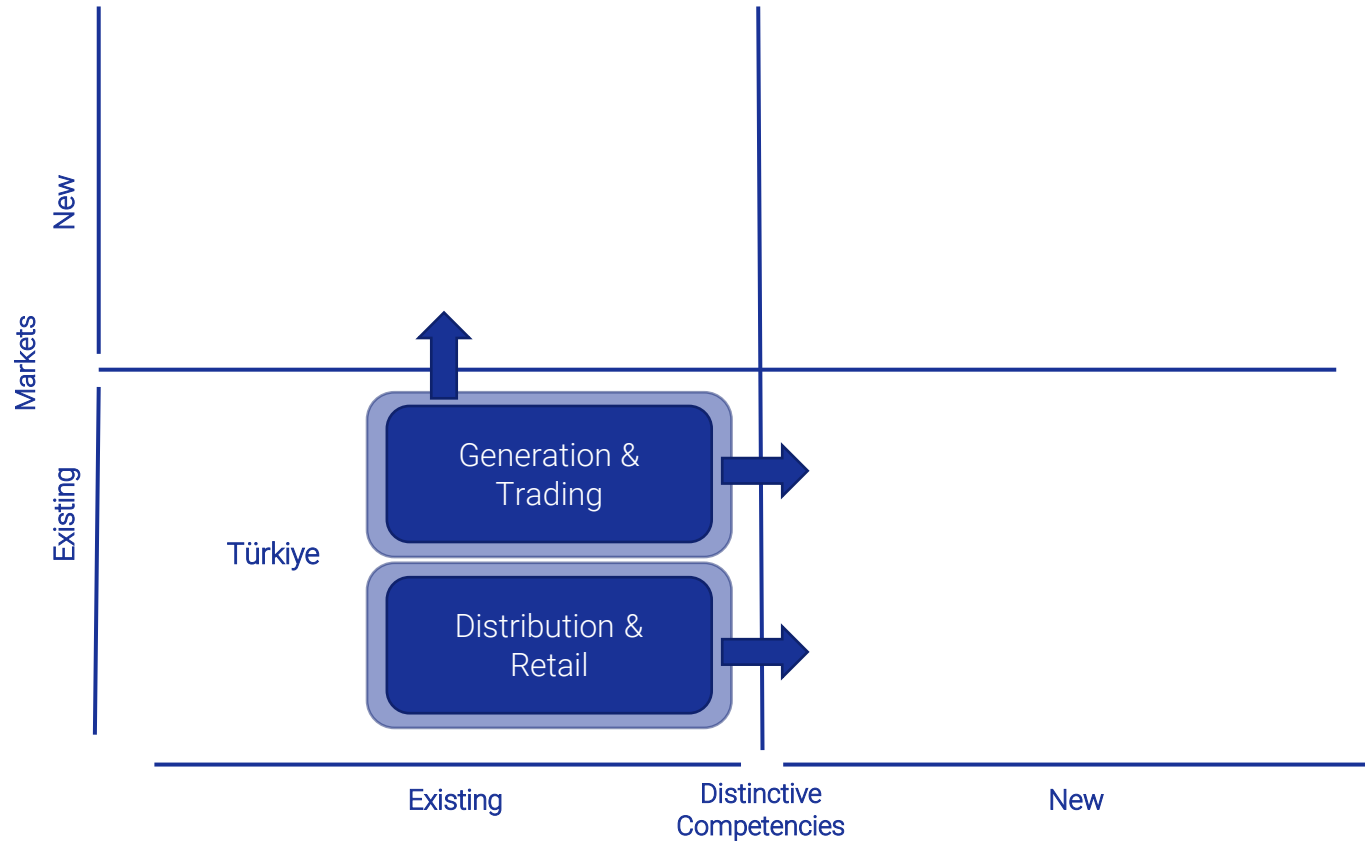 New
Markets
Existing
Generation &
Trading
Türkiye
Distribution &
Retail
Existing
Distinctive
Competencies
New